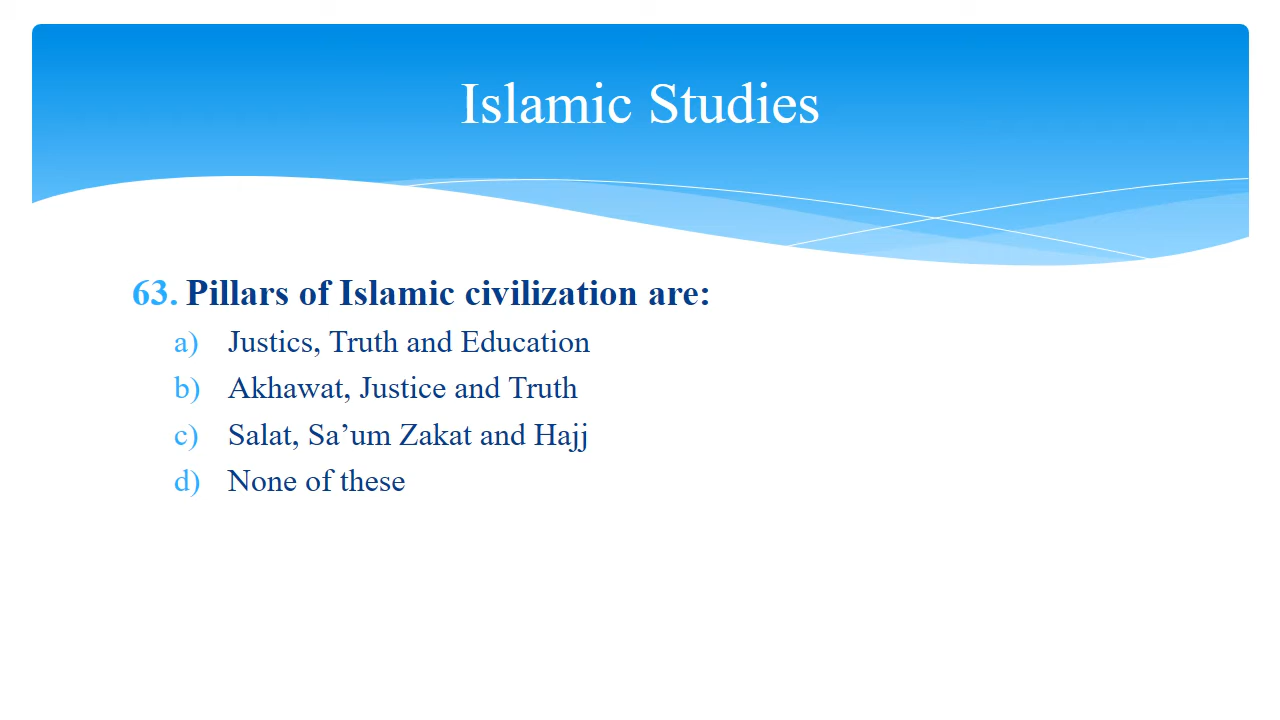 Islamic Studies
63. Pillars of Islamic civilization are:
a) Justics, Truth and Education
b) Akhawat, Justice and Truth
c) Salat, Sa’um Zakat and Hajj
d) None of these